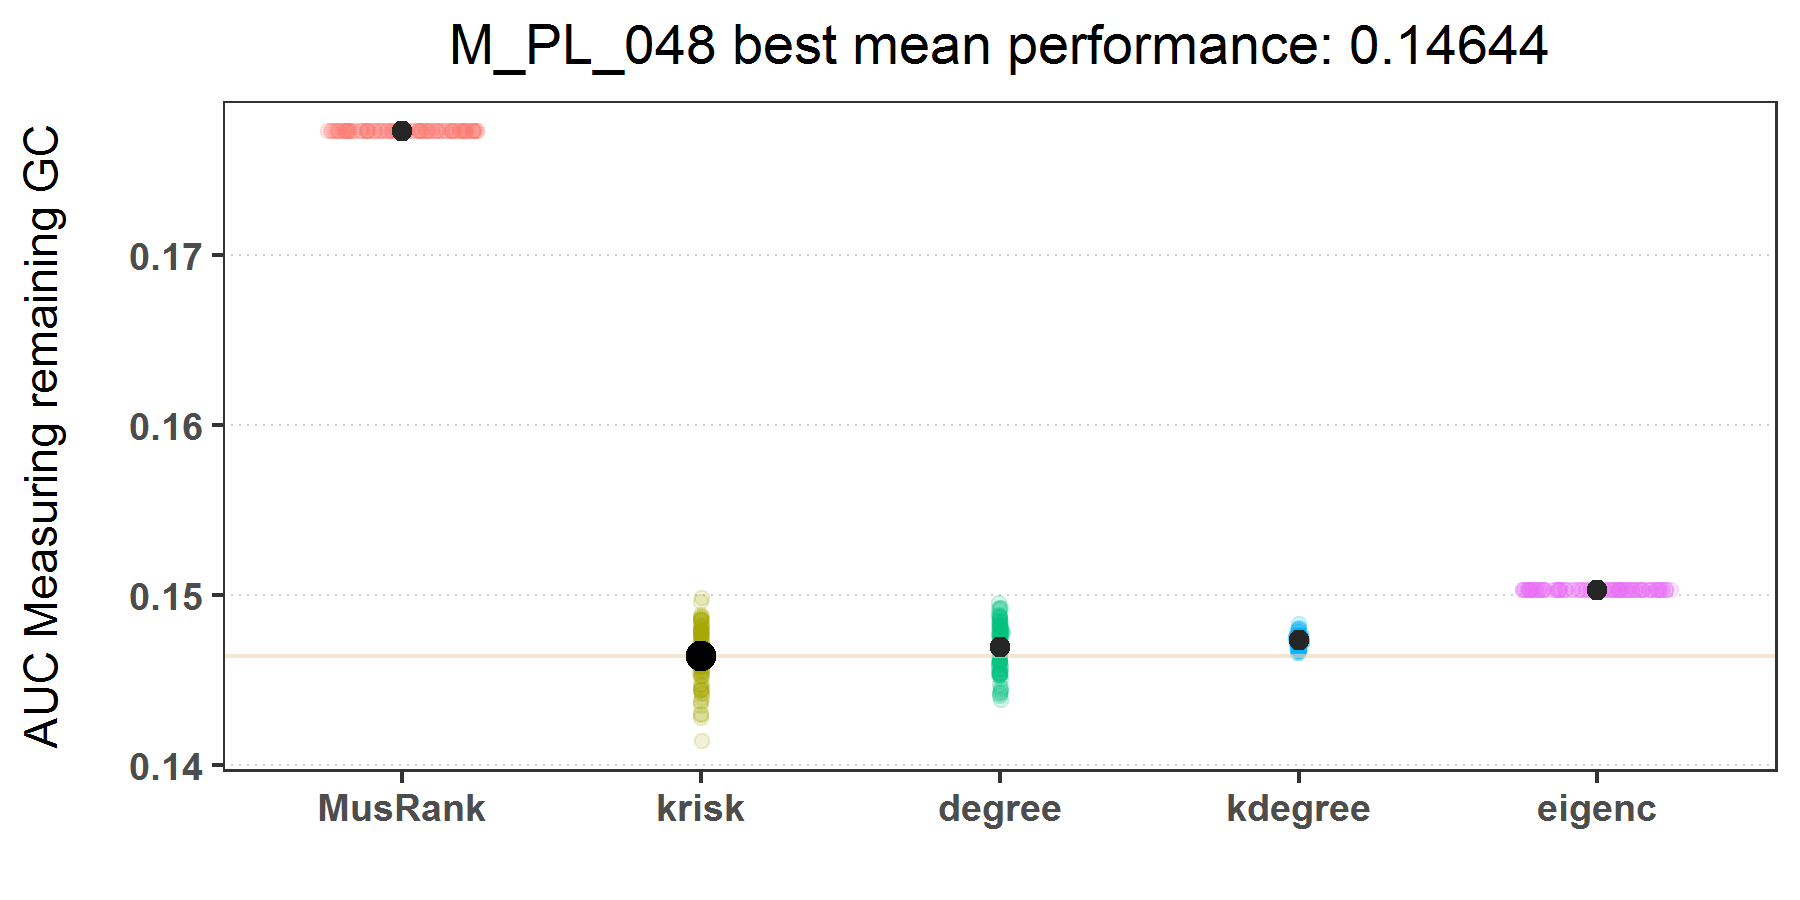 M_PL_048 best mean performance: 0.14644
AUC Measuring remaining GC
0.17
0.16
0.15
0.14
MusRank krisk degree kdegree eigenc